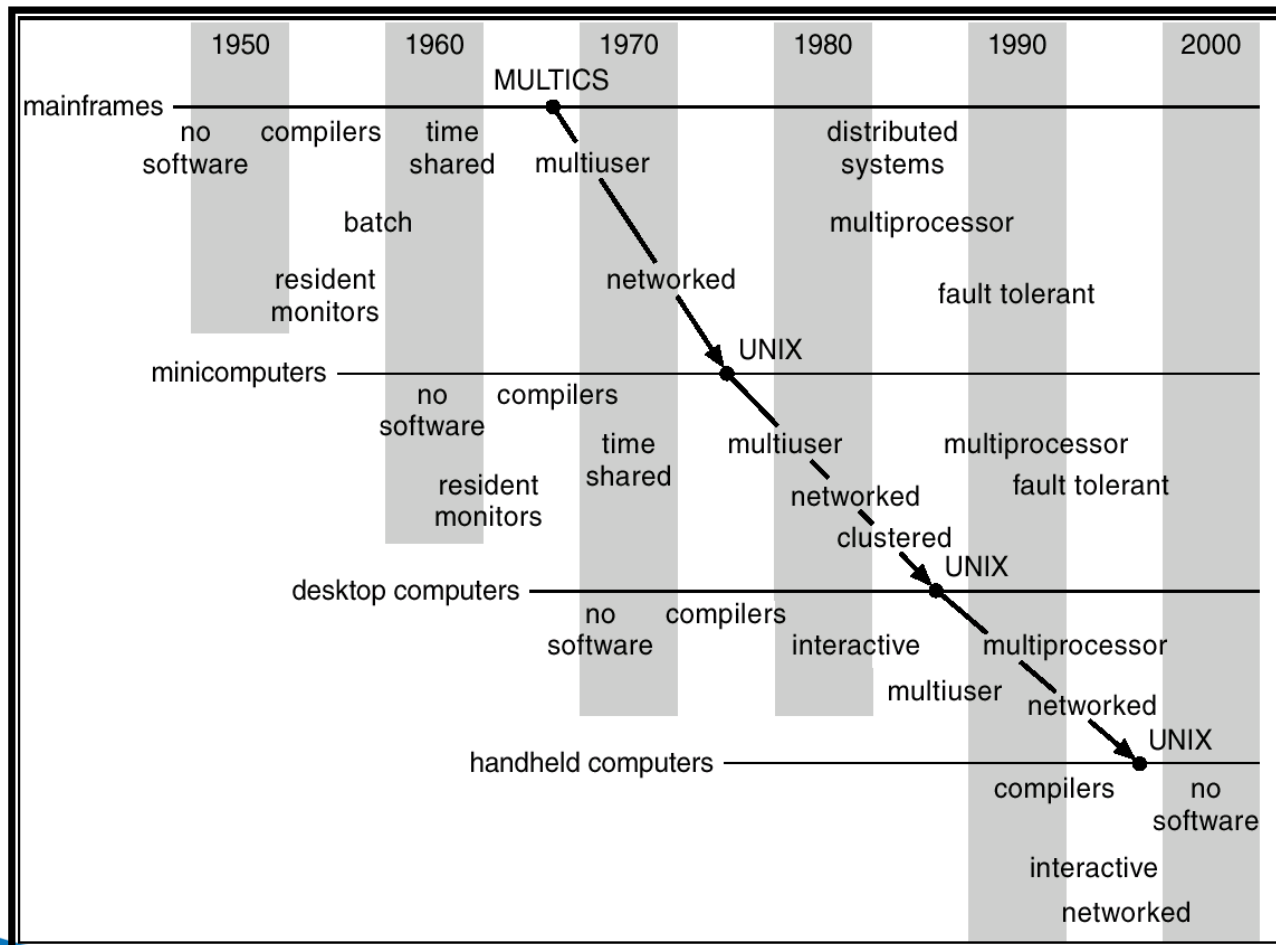 1950 1960 1970 1980 1990 2000
MULTICS
mainframes
no compilers time distributed
software shared multiuser systems
batch multiprocessor
resident networked fault tolerant
monitors
UNIX
minicomputers
no compilers
software
time multiuser multiprocessor
shared
resident networked fault tolerant
monitors
clustered
UNIX
desktop computers
no compilers
software interactive multiprocessor
multiuser
networked
UNIX
handheld computers
compilers no
software
interactive
networked